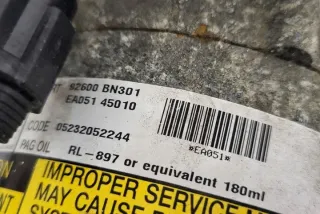 92600 BN301
EA051 45010
CODE 05232052244
*EA051*
PAG OIL
RL-897 or equivalent 180ml
IMPROPER SERVICE
MAY CAUSE